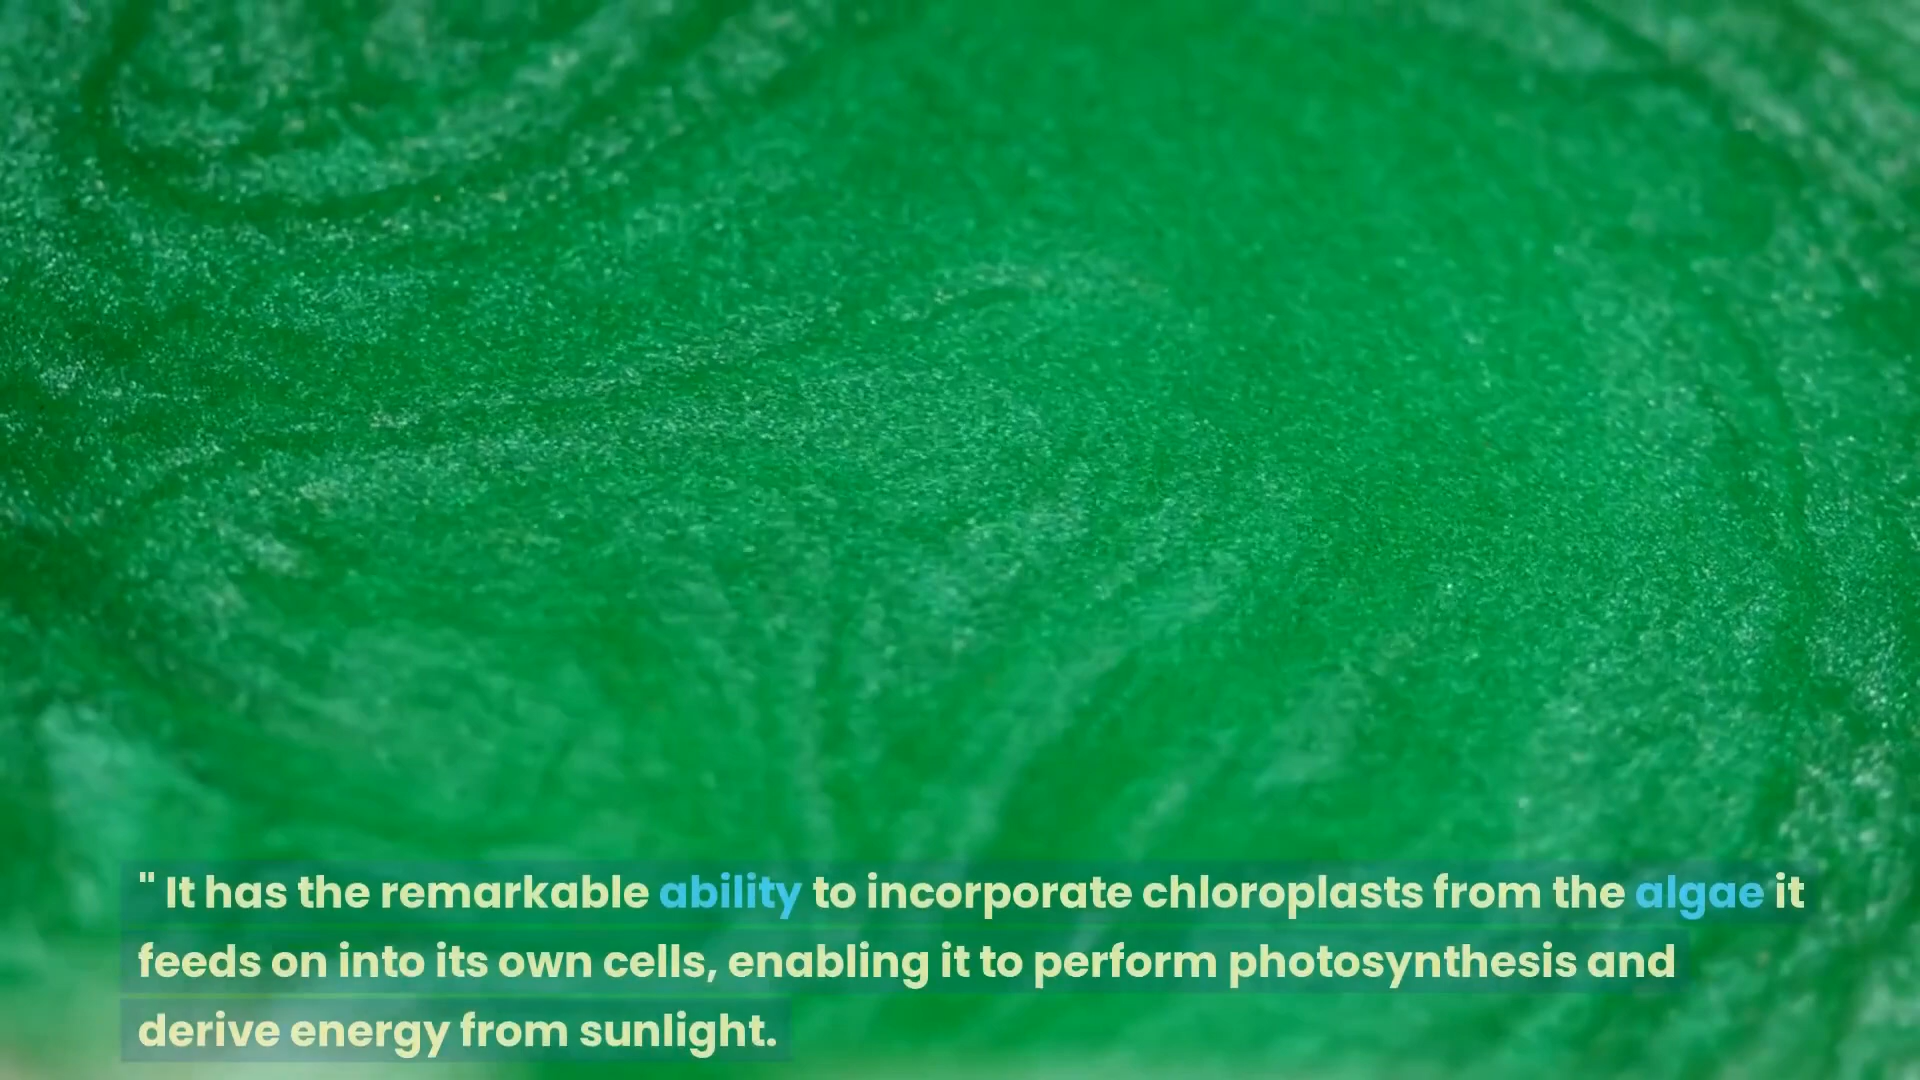 " It has the remarkable ability to incorporate chloroplasts from the algae it
feeds on into its own cells, enabling it to perform photosynthesis and
derive energy from sunlight.